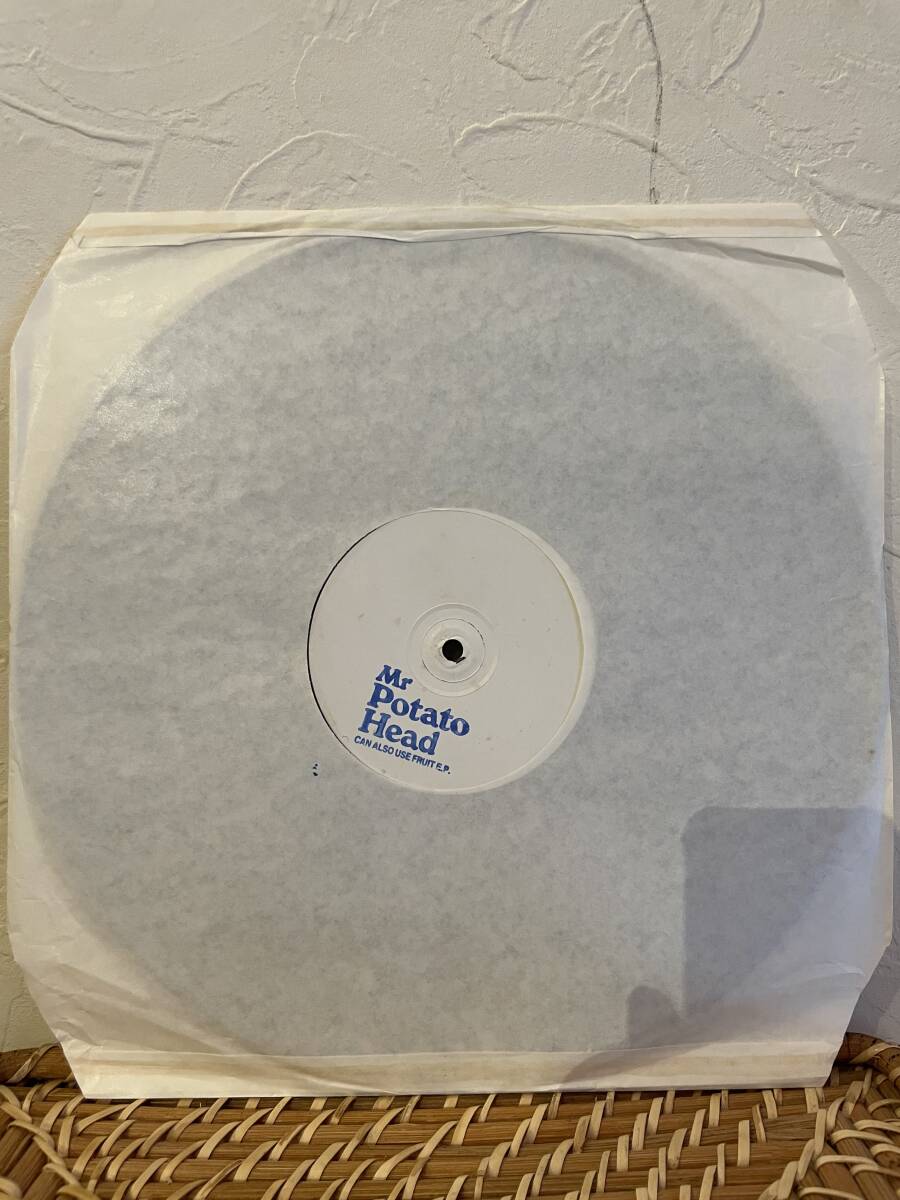 Mr
Potato
Head
CAN ALSO USE FRUIT E.P.